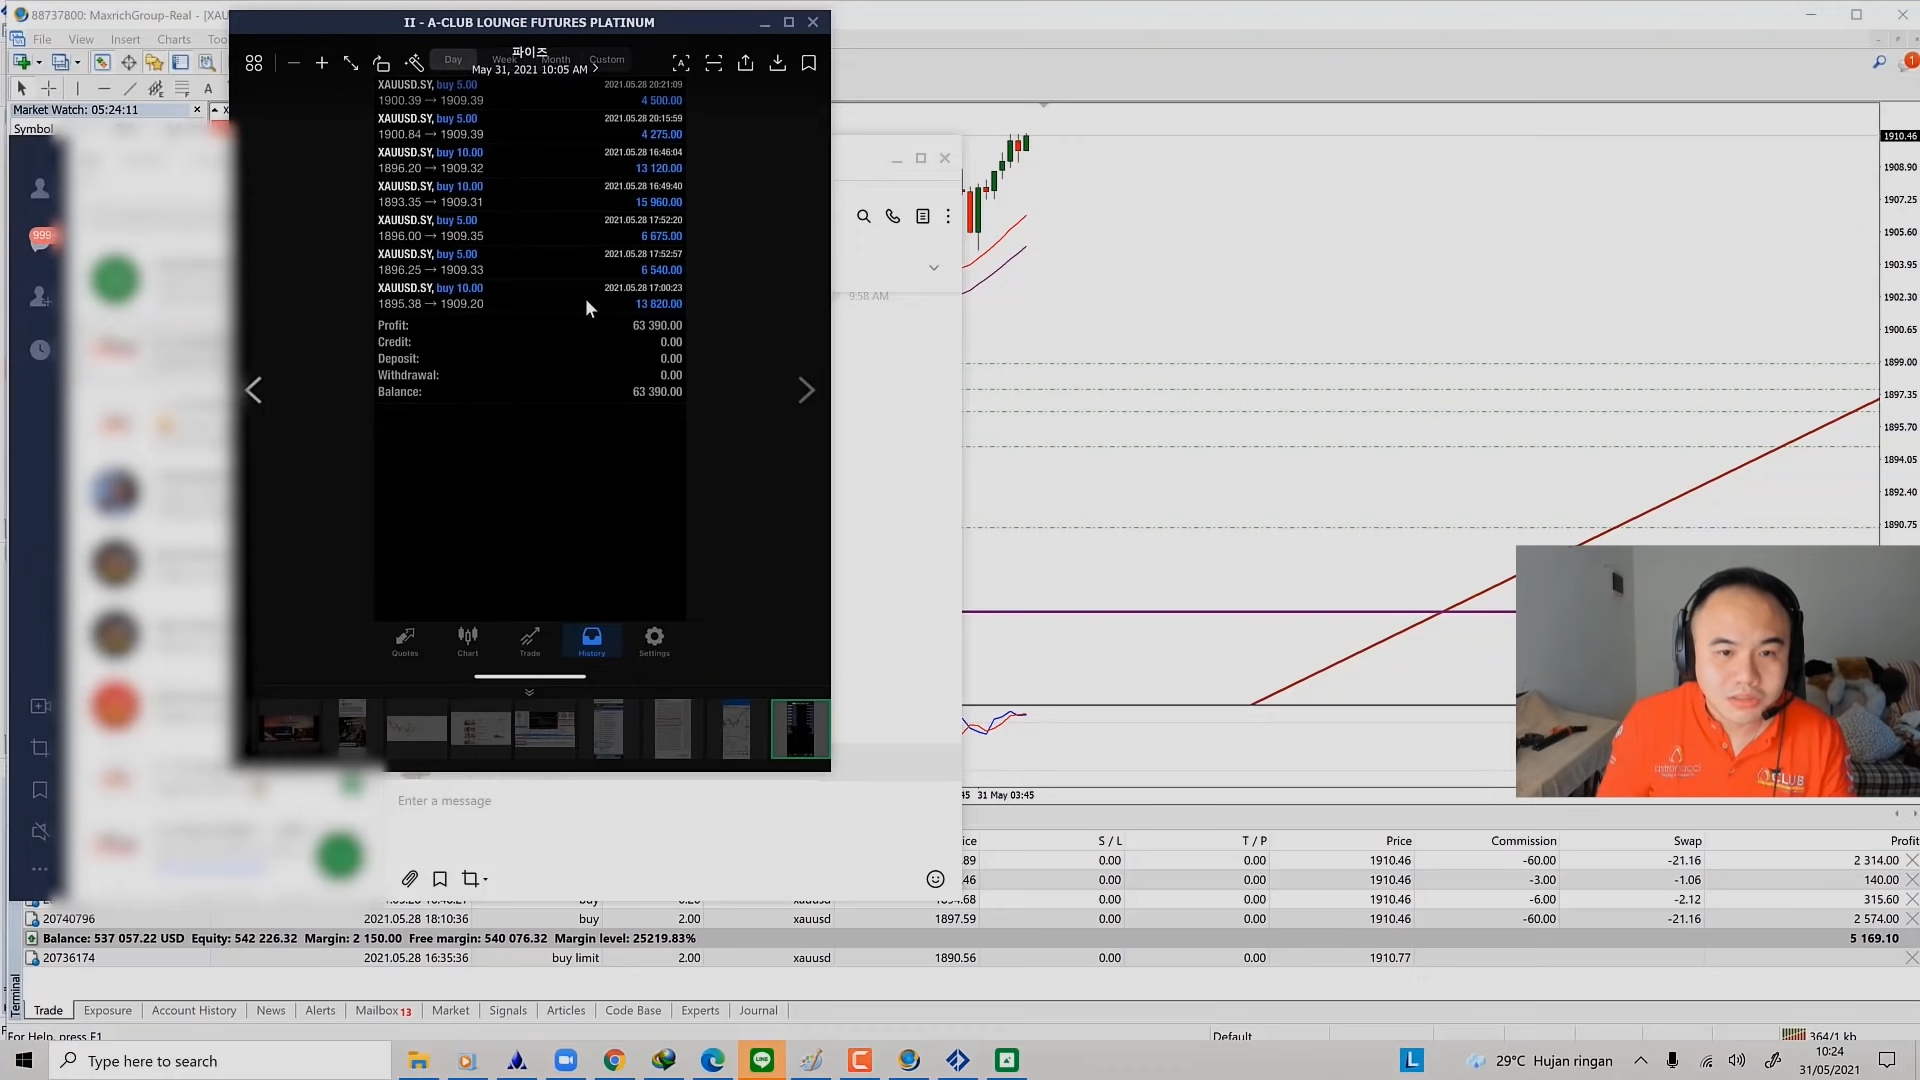 88737800: MaxrichGroup-Real - [XAU
File View Insert Charts Too
Market Watch: 05:24:11
Symbol
II - A-CLUB LOUNGE FUTURES PLATINUM
Day Week Month Custom
파이즈
May 31, 2021 10:05 AM
XAUUSD.SY, buy 5.00 2021.05.28 20:21:09
1900.39 → 1909.39 4 500.00
XAUUSD.SY, buy 5.00 2021.05.28 20:15:59
1900.84 → 1909.39 4 275.00
XAUUSD.SY, buy 10.00 2021.05.28 16:46:04
1896.20 → 1909.32 13 120.00
XAUUSD.SY, buy 10.00 2021.05.28 16:49:40
1893.35 → 1909.31 15 960.00
XAUUSD.SY, buy 5.00 2021.05.28 17:52:20
1896.00 → 1909.35 6 675.00
XAUUSD.SY, buy 5.00 2021.05.28 17:52:57
1896.25 → 1909.33 6 540.00
XAUUSD.SY, buy 10.00 2021.05.28 17:00:23
1895.38 → 1909.20 13 820.00
Profit: 63 390.00
Credit: 0.00
Deposit: 0.00
Withdrawal: 0.00
Balance: 63 390.00
Quotes Chart Trade History Settings
999+
9:58 AM
Enter a message
1910.46
1908.90
1907.25
1905.60
1903.95
1902.30
1900.65
1899.00
1897.35
1895.70
1894.05
1892.40
1890.75
45 31 May 03:45
astronacci
A CLUB
ice S / L T / P Price Commission Swap Profit
89 0.00 0.00 1910.46 -60.00 -21.16 2 314.00
46 0.00 0.00 1910.46 -3.00 -1.06 140.00
68 0.00 0.00 1910.46 -6.00 -2.12 315.60
20740796 2021.05.28 18:10:36 buy 2.00 xauusd 1897.59 0.00 0.00 1910.46 -60.00 -21.16 2 574.00
Balance: 537 057.22 USD Equity: 542 226.32 Margin: 2 150.00 Free margin: 540 076.32 Margin level: 25219.83% 5 169.10
20736174 2021.05.28 16:35:36 buy limit 2.00 xauusd 1890.56 0.00 0.00 1910.77
Terminal
Trade Exposure Account History News Alerts Mailbox 13 Market Signals Articles Code Base Experts Journal
For Help, press F1 Default 364/1 kb
Type here to search
29°C Hujan ringan
10:24
31/05/2021